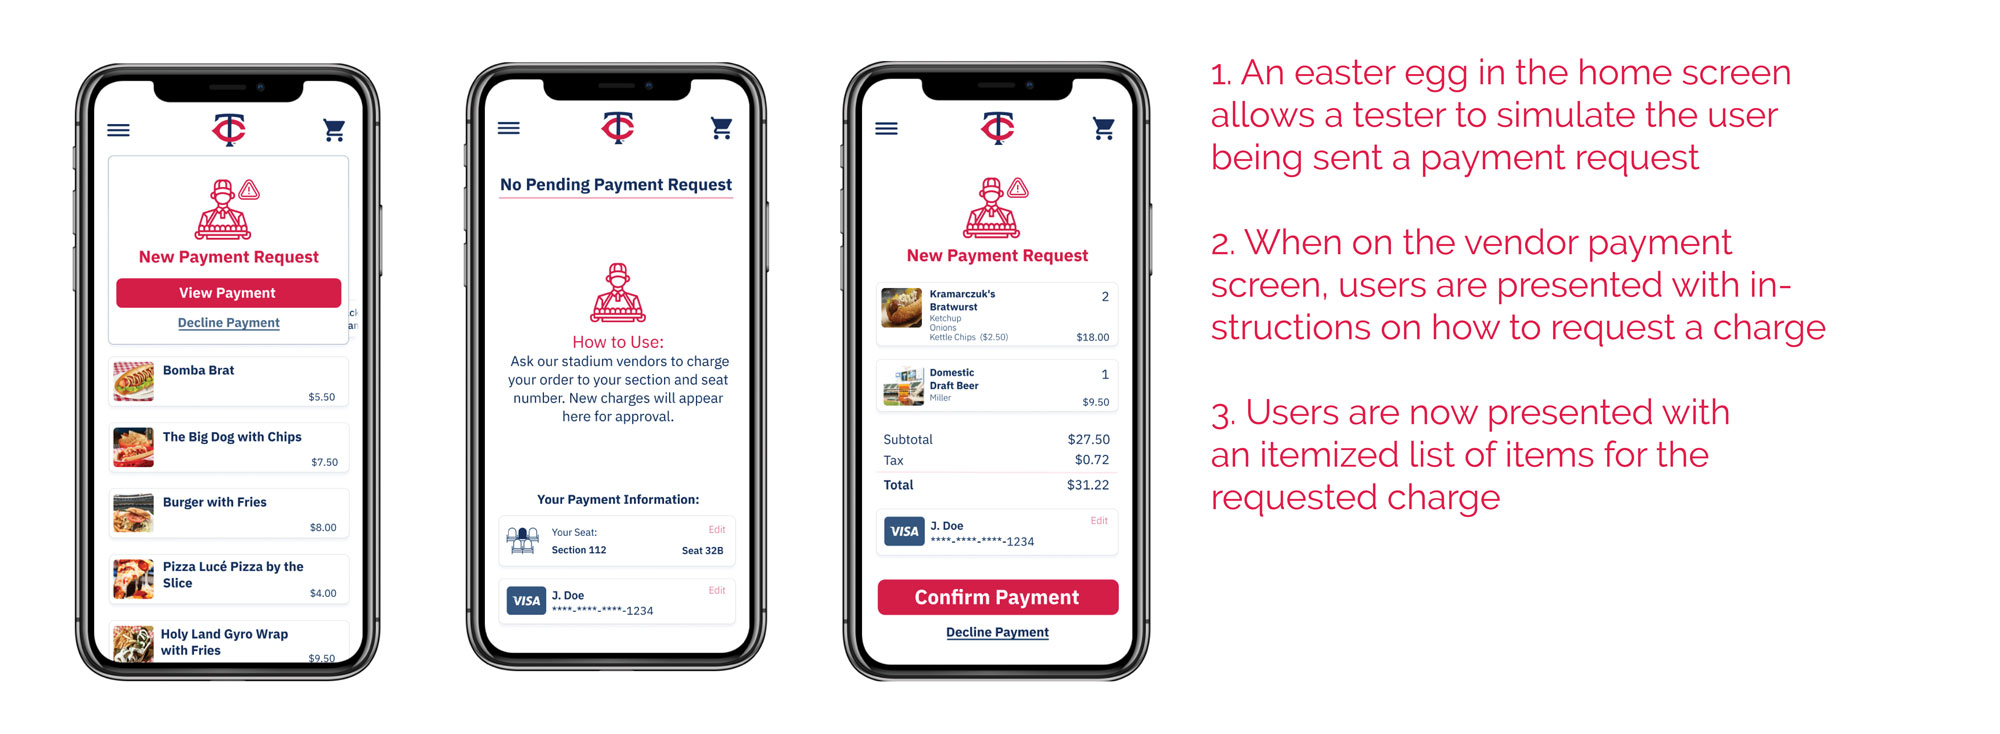 TC
New Payment Request
View Payment
Decline Payment
Bomba Brat
$5.50
The Big Dog with Chips
$7.50
Burger with Fries
$8.00
Pizza Lucé Pizza by the
Slice
$4.00
Holy Land Gyro Wrap
with Fries
$9.50
TC
No Pending Payment Request
How to Use:
Ask our stadium vendors to charge
your order to your section and seat
number. New charges will appear
here for approval.
Your Payment Information:
Your Seat:
Edit
Section 112
Seat 32B
VISA
J. Doe
Edit
****-****-****-1234
TC
New Payment Request
Kramarczuk's
2
Bratwurst
Ketchup
Onions
Kettle Chips ($2.50)
$18.00
Domestic
1
Draft Beer
Miller
$9.50
Subtotal $27.50
Tax $0.72
Total $31.22
VISA
J. Doe
Edit
****-****-****-1234
Confirm Payment
Decline Payment
1. An easter egg in the home screen
allows a tester to simulate the user
being sent a payment request
2. When on the vendor payment
screen, users are presented with in-
structions on how to request a charge
3. Users are now presented with
an itemized list of items for the
requested charge